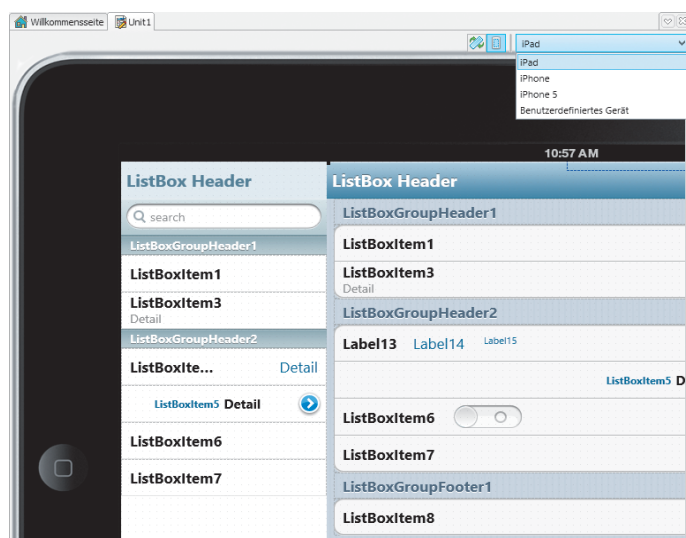 Willkommensseite Unit1
iPad
iPad
iPhone
iPhone 5
Benutzerdefiniertes Gerät
10:57 AM
ListBox Header
search
ListBoxGroupHeader1
ListBoxItem1
ListBoxItem3
Detail
ListBoxGroupHeader2
ListBoxIte... Detail
ListBoxItem5 Detail
ListBoxItem6
ListBoxItem7
ListBox Header
ListBoxGroupHeader1
ListBoxItem1
ListBoxItem3
Detail
ListBoxGroupHeader2
Label13 Label14 Label15
ListBoxItem5 D
ListBoxItem6
ListBoxItem7
ListBoxGroupFooter1
ListBoxItem8